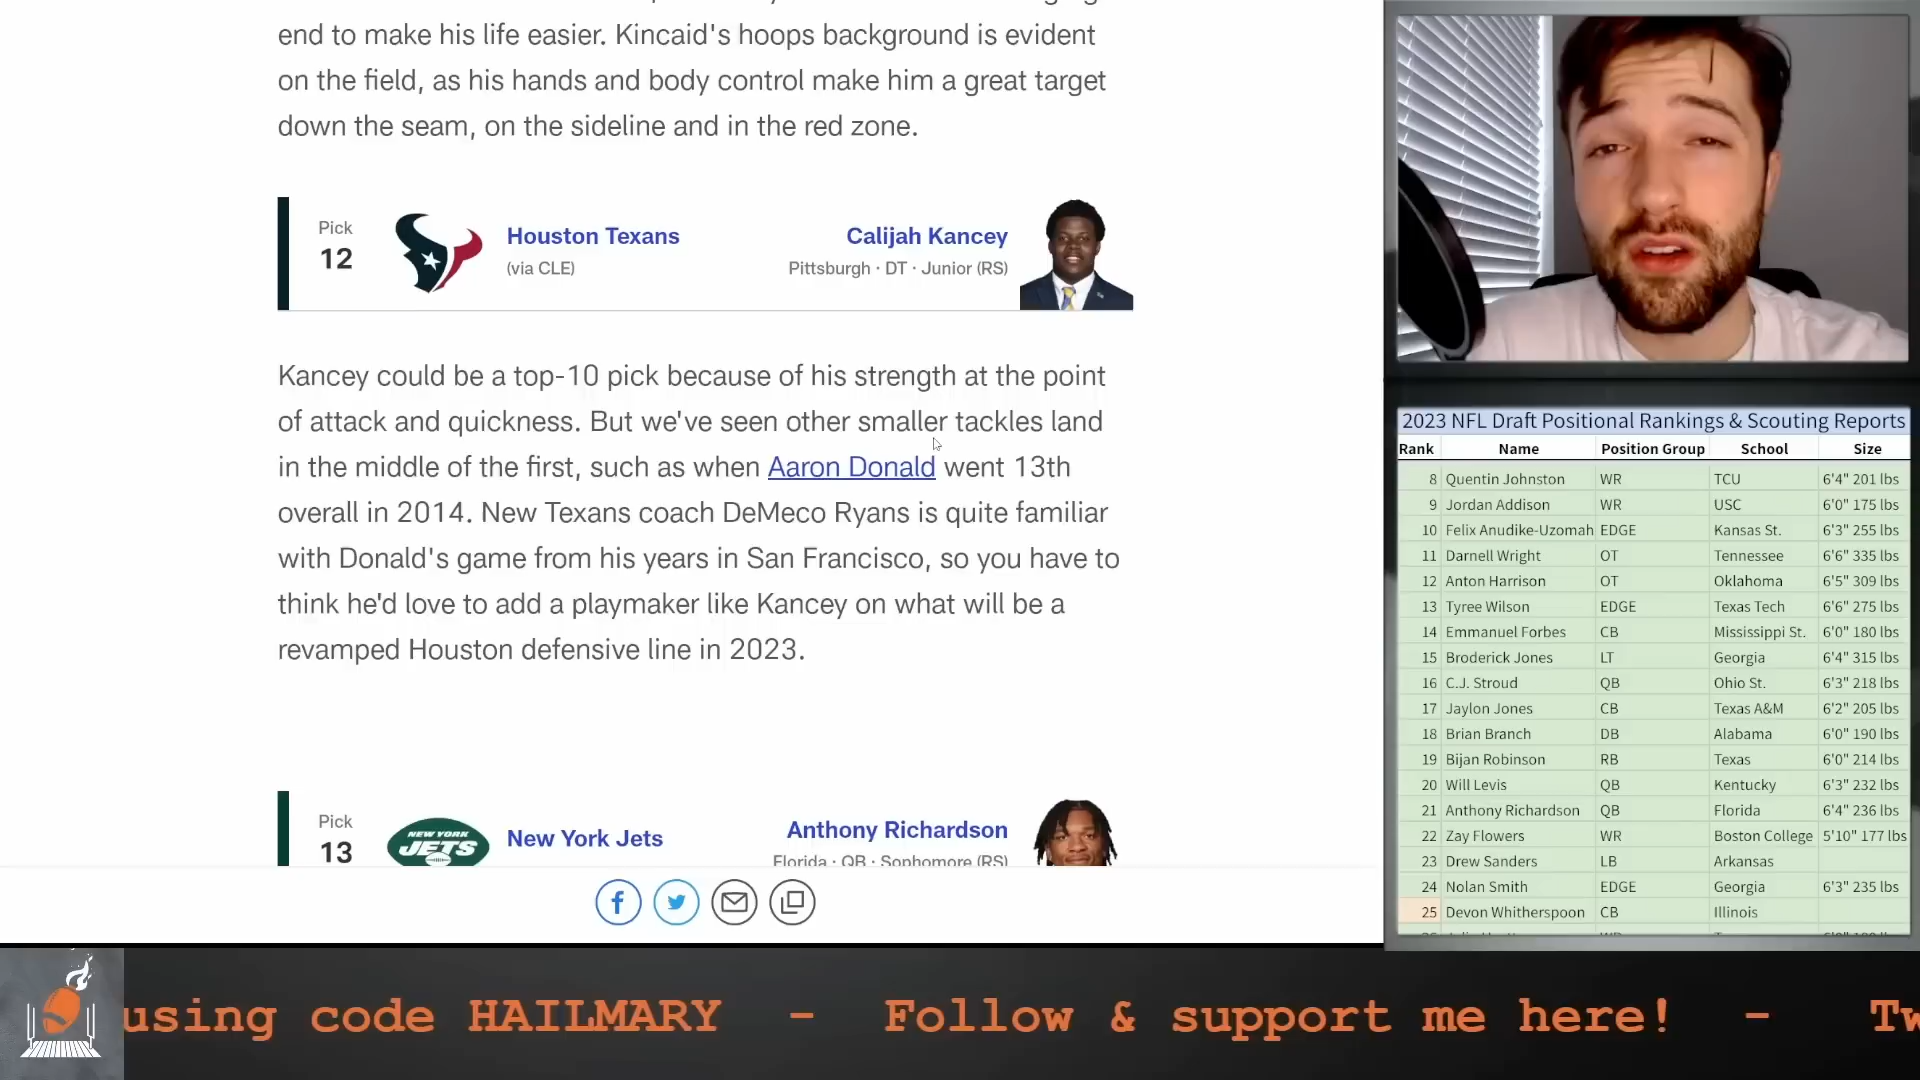 end to make his life easier. Kincaid's hoops background is evident
on the field, as his hands and body control make him a great target
down the seam, on the sideline and in the red zone.
Pick
12
Houston Texans
(via CLE)
Calijah Kancey
Pittsburgh · DT · Junior (RS)
Kancey could be a top-10 pick because of his strength at the point
of attack and quickness. But we've seen other smaller tackles land
in the middle of the first, such as when Aaron Donald went 13th
overall in 2014. New Texans coach DeMeco Ryans is quite familiar
with Donald's game from his years in San Francisco, so you have to
think he'd love to add a playmaker like Kancey on what will be a
revamped Houston defensive line in 2023.
Pick
13
NEW YORK
JETS
New York Jets
Anthony Richardson
Florida · QB · Sophomore (RS)
2023 NFL Draft Positional Rankings & Scouting Reports
Rank Name Position Group School Size
8 Quentin Johnston WR TCU 6'4" 201 lbs
9 Jordan Addison WR USC 6'0" 175 lbs
10 Felix Anudike-Uzomah EDGE Kansas St. 6'3" 255 lbs
11 Darnell Wright OT Tennessee 6'6" 335 lbs
12 Anton Harrison OT Oklahoma 6'5" 309 lbs
13 Tyree Wilson EDGE Texas Tech 6'6" 275 lbs
14 Emmanuel Forbes CB Mississippi St. 6'0" 180 lbs
15 Broderick Jones LT Georgia 6'4" 315 lbs
16 C.J. Stroud QB Ohio St. 6'3" 218 lbs
17 Jaylon Jones CB Texas A&M 6'2" 205 lbs
18 Brian Branch DB Alabama 6'0" 190 lbs
19 Bijan Robinson RB Texas 6'0" 214 lbs
20 Will Levis QB Kentucky 6'3" 232 lbs
21 Anthony Richardson QB Florida 6'4" 236 lbs
22 Zay Flowers WR Boston College 5'10" 177 lbs
23 Drew Sanders LB Arkansas
24 Nolan Smith EDGE Georgia 6'3" 235 lbs
25 Devon Whitherspoon CB Illinois
using code HAILMARY - Follow & support me here! - Tw